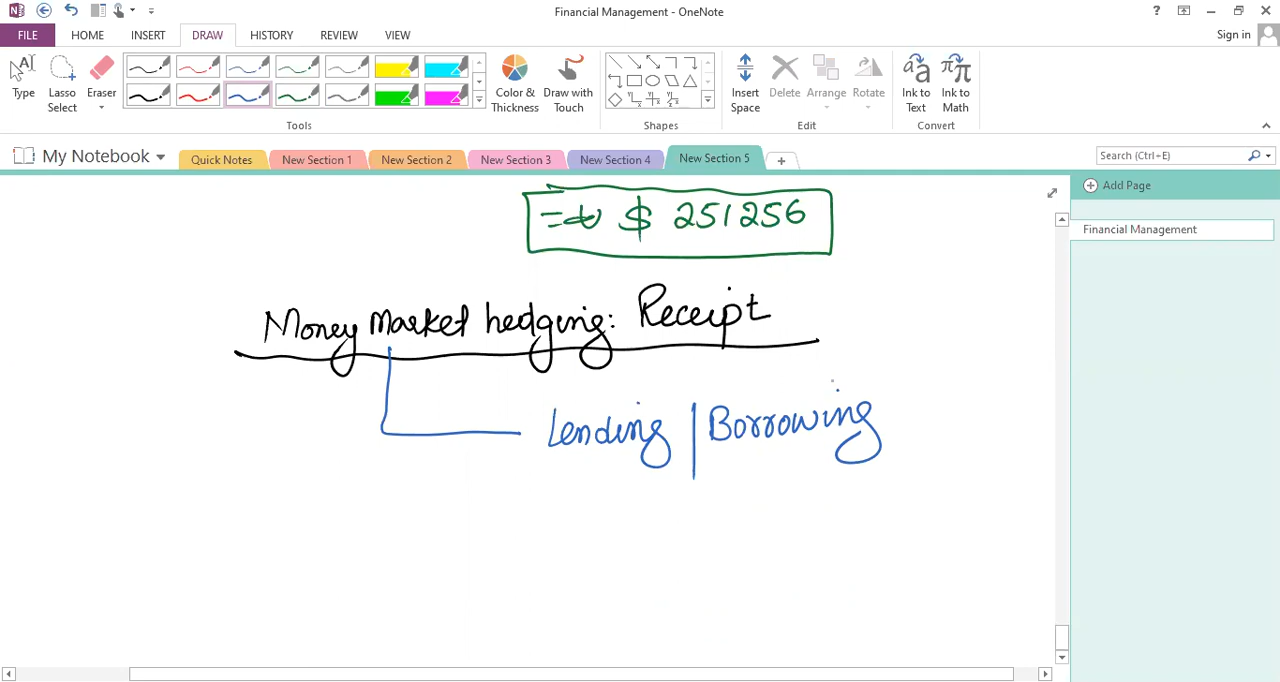 Financial Management - OneNote
?
FILE HOME INSERT DRAW HISTORY REVIEW VIEW
Sign in
Type
Lasso Select
Eraser
Color & Thickness
Draw with Touch
Insert Space
Delete
Arrange
Rotate
Ink to Text
Ink to Math
Tools Shapes Edit Convert
My Notebook Quick Notes New Section 1 New Section 2 New Section 3 New Section 4 New Section 5
Search (Ctrl+E)
Add Page
Financial Management
$ 251256
Money market hedging: Receipt
Lending | Borrowing